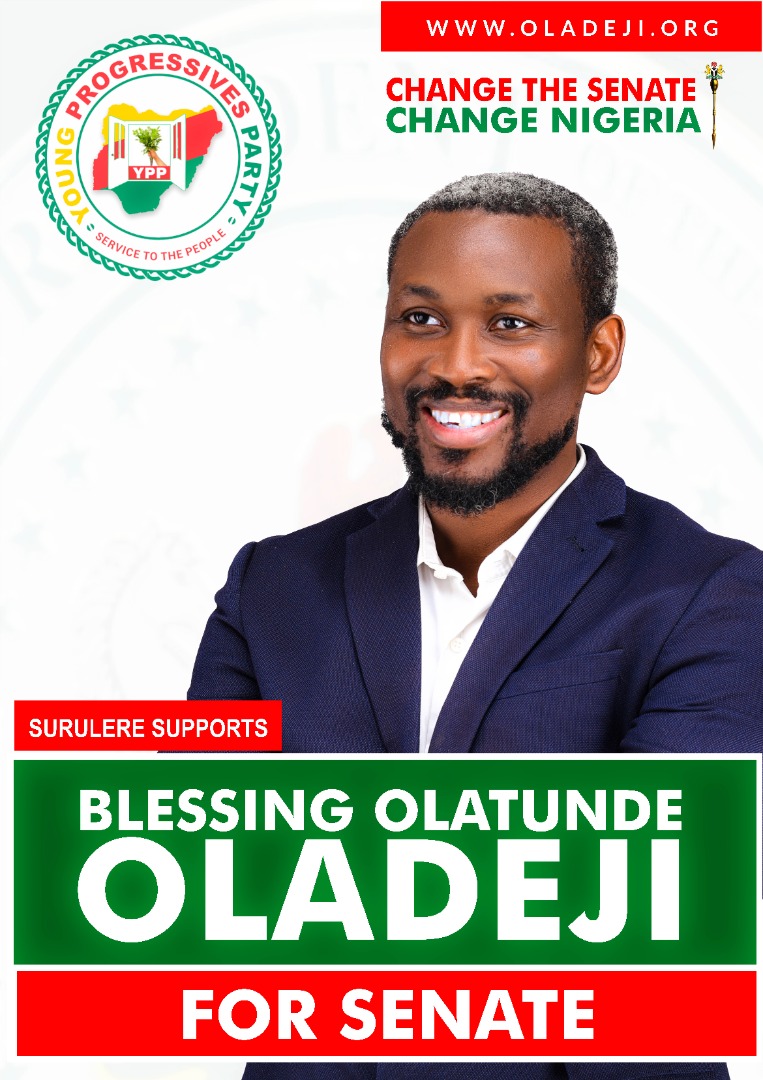 WWW.OLADEJI.ORG
CHANGE THE SENATE
CHANGE NIGERIA
YOUNG PROGRESSIVES PARTY
YPP
SERVICE TO THE PEOPLE
SURULERE SUPPORTS
BLESSING OLATUNDE
OLADEJI
FOR SENATE